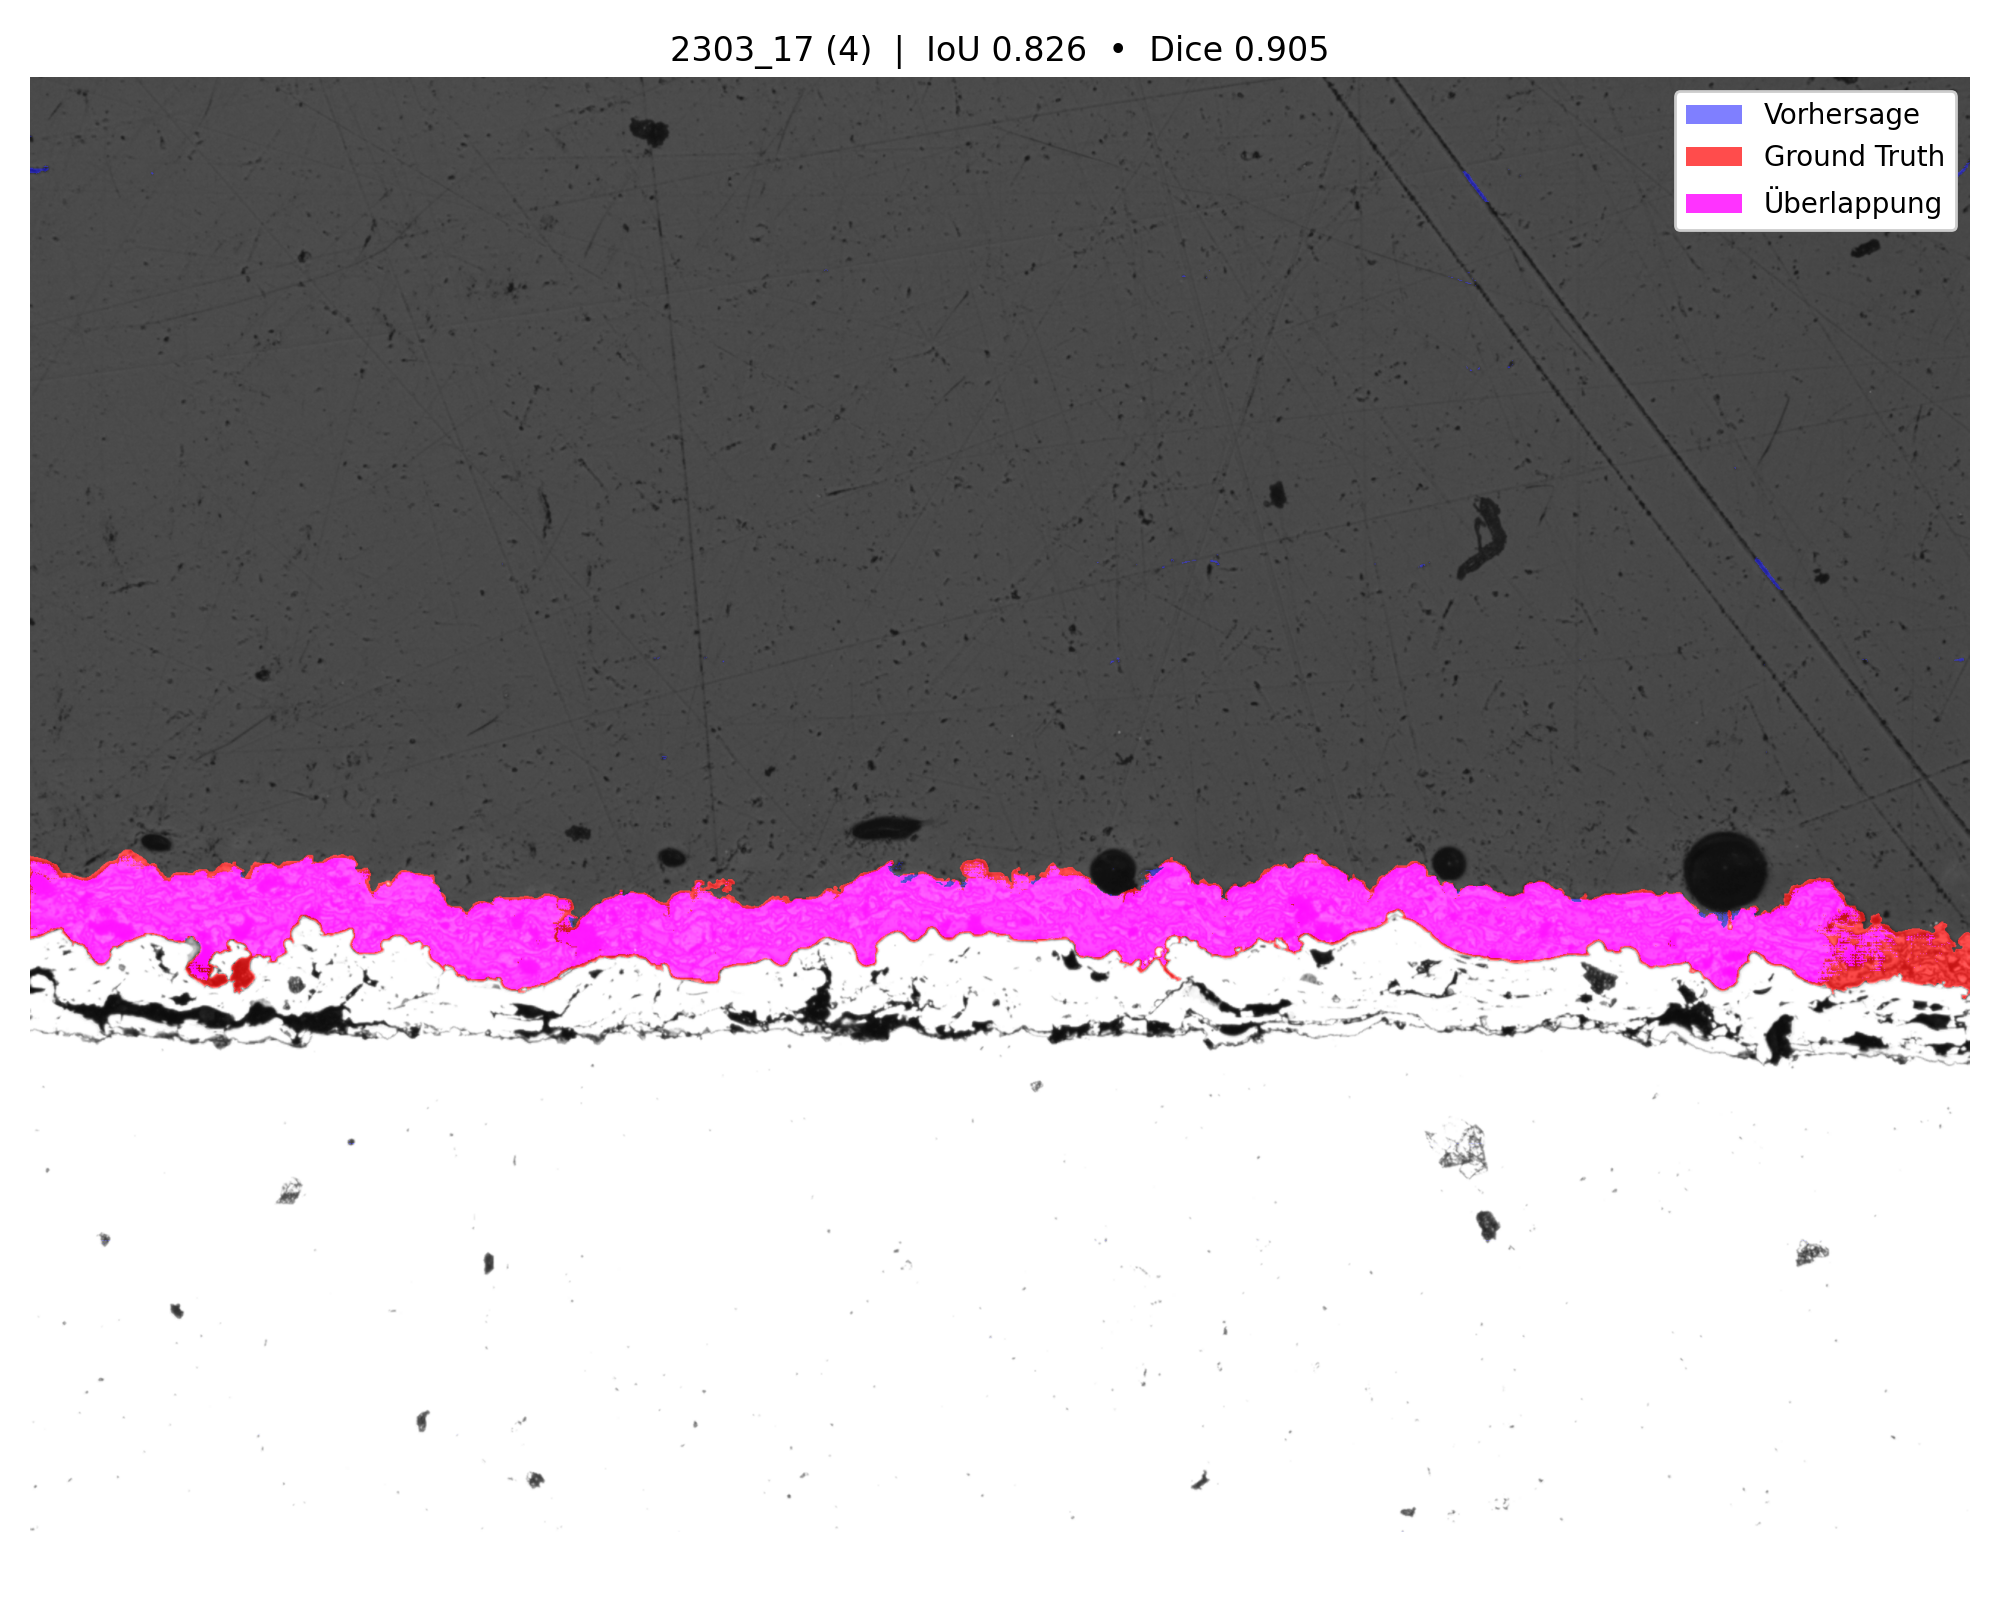 2303_17 (4) | IoU 0.826 • Dice 0.905
Vorhersage
Ground Truth
Überlappung